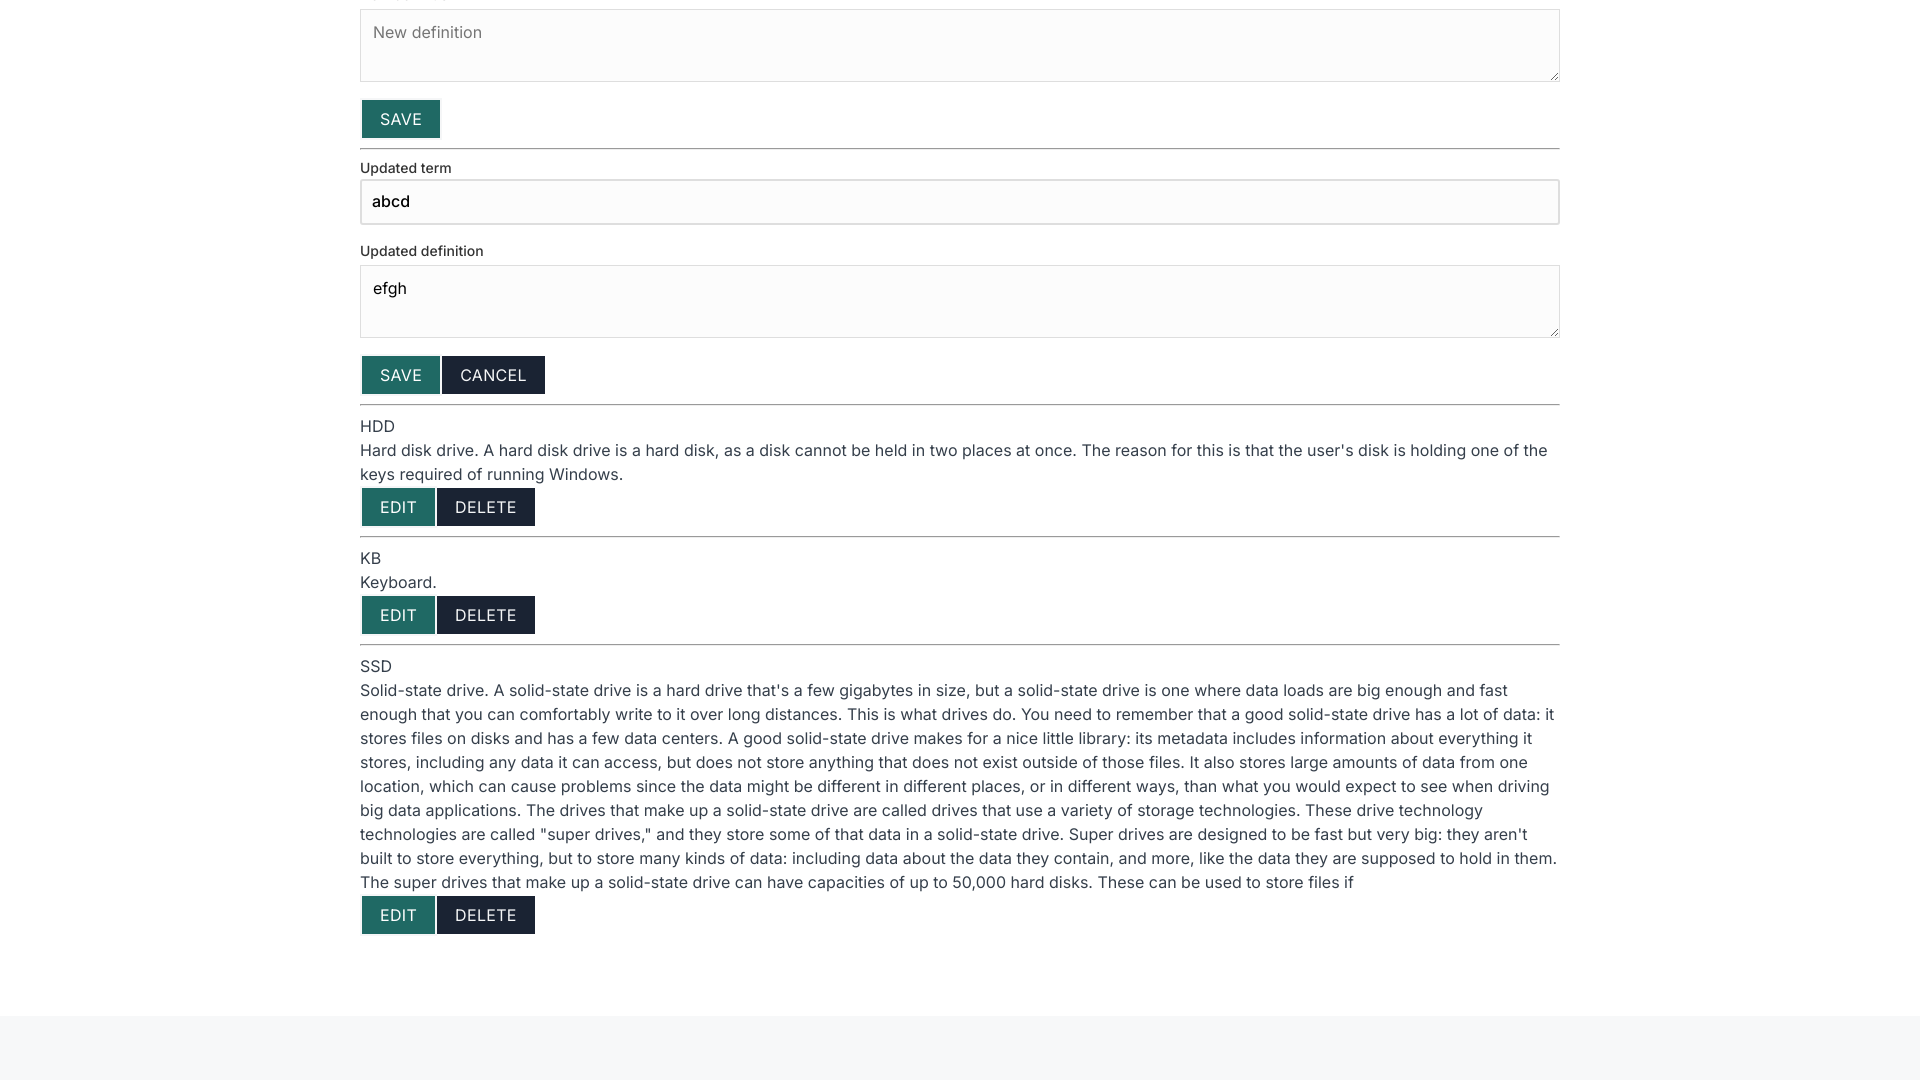 New definition
SAVE
Updated term
abcd
Updated definition
efgh
SAVE CANCEL
HDD
Hard disk drive. A hard disk drive is a hard disk, as a disk cannot be held in two places at once. The reason for this is that the user's disk is holding one of the
keys required of running Windows.
EDIT DELETE
KB
Keyboard.
EDIT DELETE
SSD
Solid-state drive. A solid-state drive is a hard drive that's a few gigabytes in size, but a solid-state drive is one where data loads are big enough and fast
enough that you can comfortably write to it over long distances. This is what drives do. You need to remember that a good solid-state drive has a lot of data: it
stores files on disks and has a few data centers. A good solid-state drive makes for a nice little library: its metadata includes information about everything it
stores, including any data it can access, but does not store anything that does not exist outside of those files. It also stores large amounts of data from one
location, which can cause problems since the data might be different in different places, or in different ways, than what you would expect to see when driving
big data applications. The drives that make up a solid-state drive are called drives that use a variety of storage technologies. These drive technology
technologies are called "super drives," and they store some of that data in a solid-state drive. Super drives are designed to be fast but very big: they aren't
built to store everything, but to store many kinds of data: including data about the data they contain, and more, like the data they are supposed to hold in them.
The super drives that make up a solid-state drive can have capacities of up to 50,000 hard disks. These can be used to store files if
EDIT DELETE